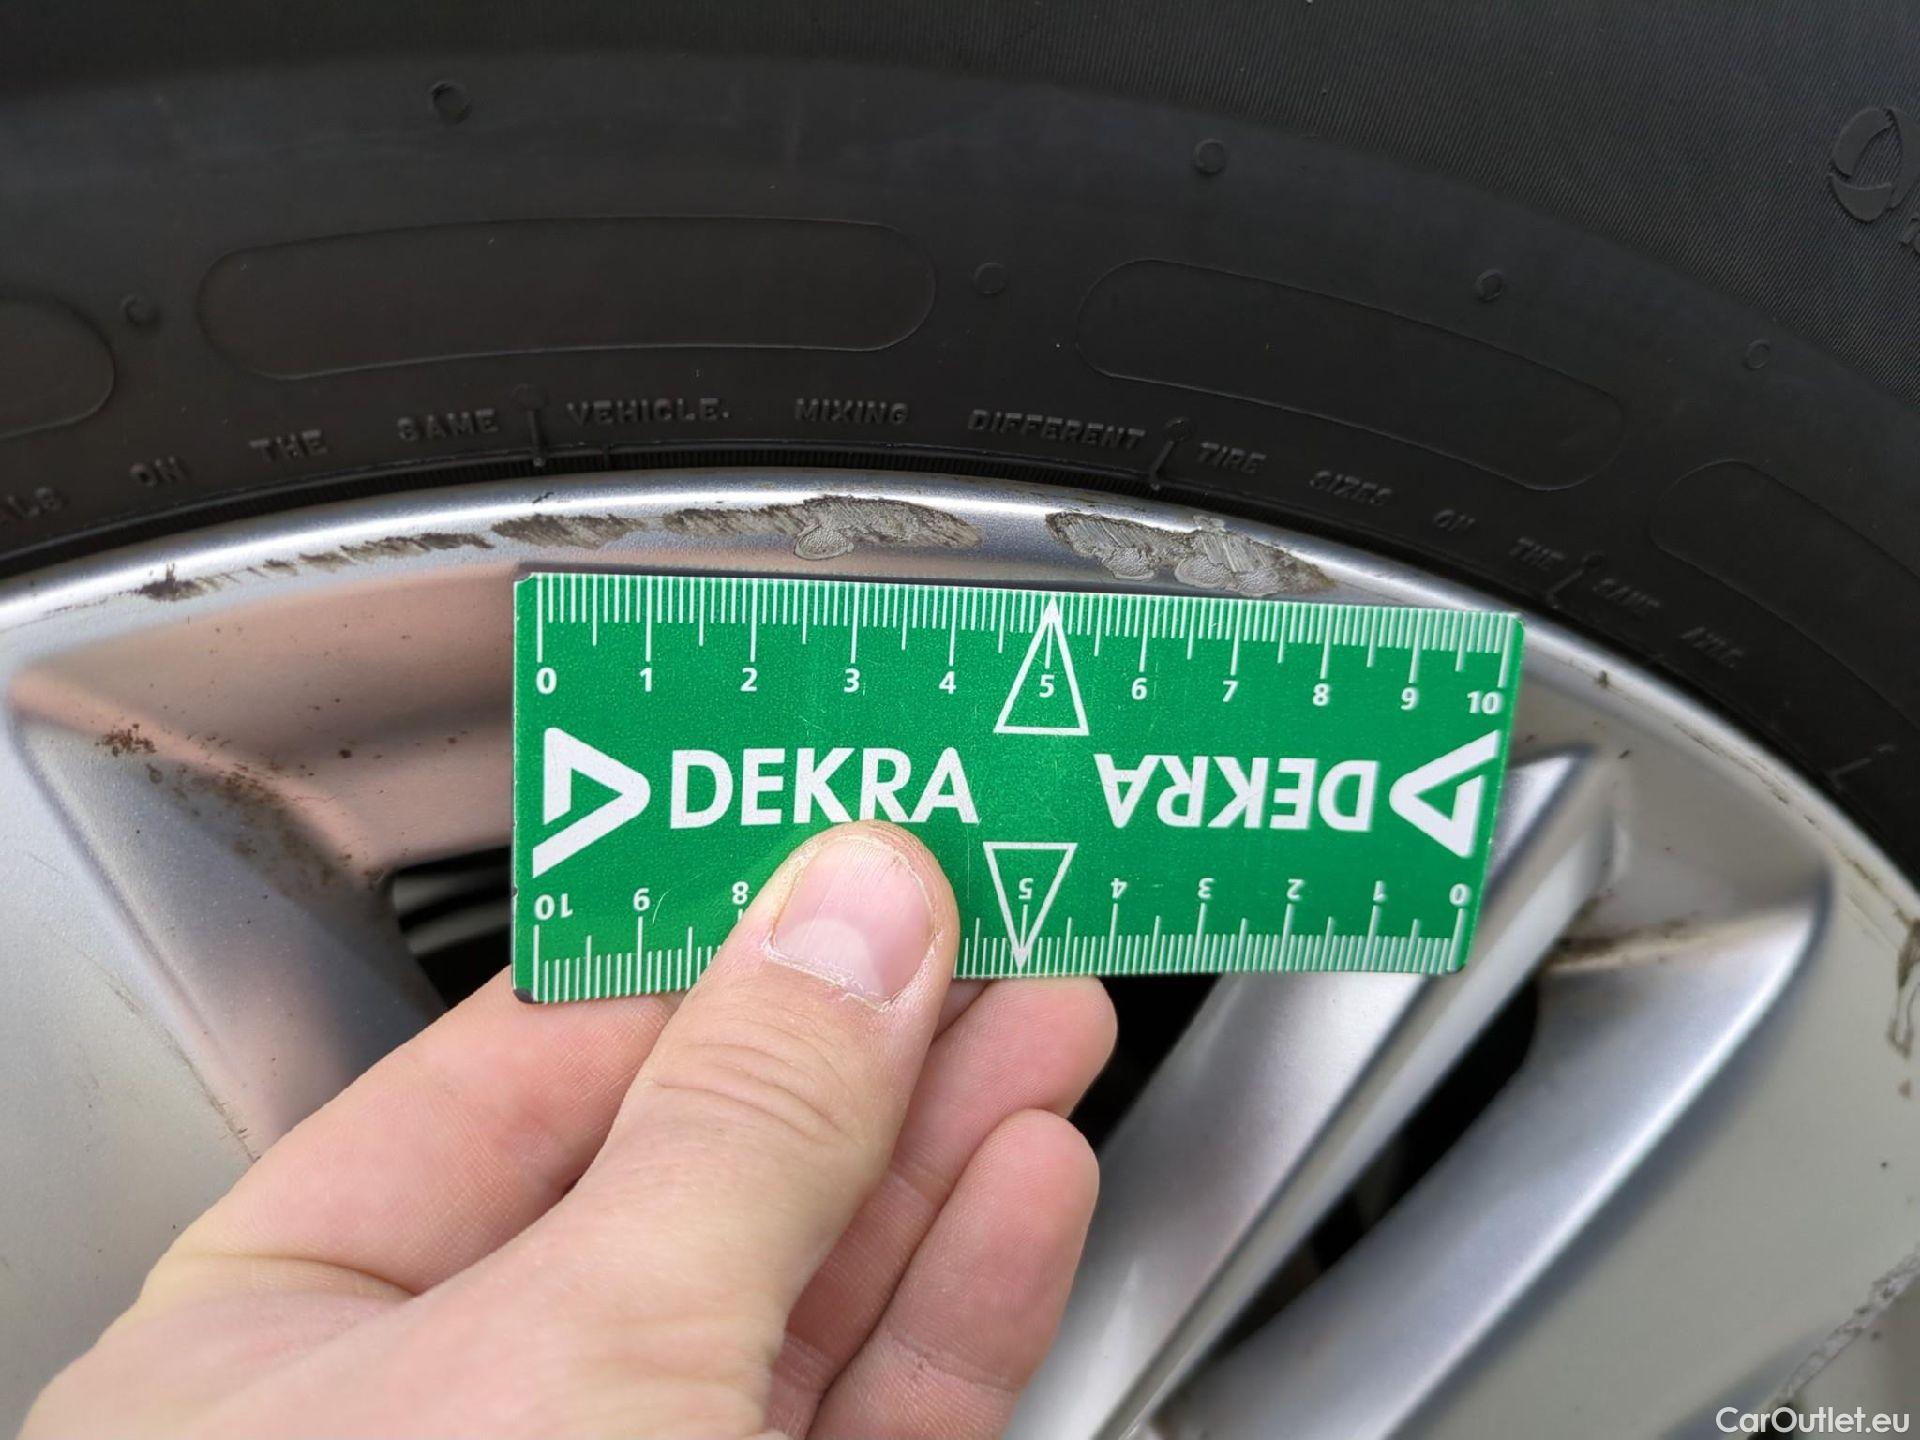 ON THE SAME VEHICLE. MIXING DIFFERENT TIRE SIZES ON THE SAME AXLE
0 1 2 3 4 5 6 7 8 9 10
DEKRA DEKRA
10 9 8 5 4 3 2 1 0
CarOutlet.eu